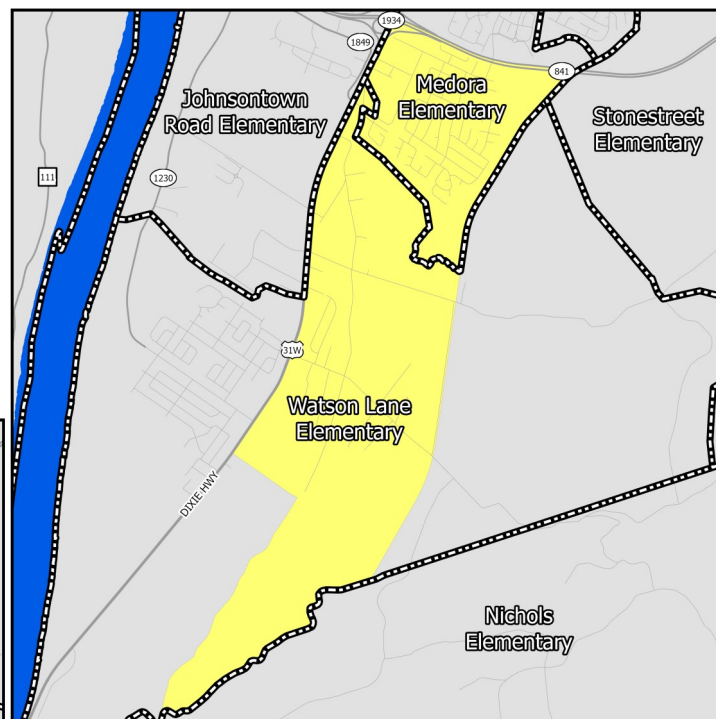 1934
1849
841
Medora
Elementary
Johnsontown
Road Elementary
Stonestreet
Elementary
111
1230
31W
Watson Lane
Elementary
DIXIE HWY
Nichols
Elementary